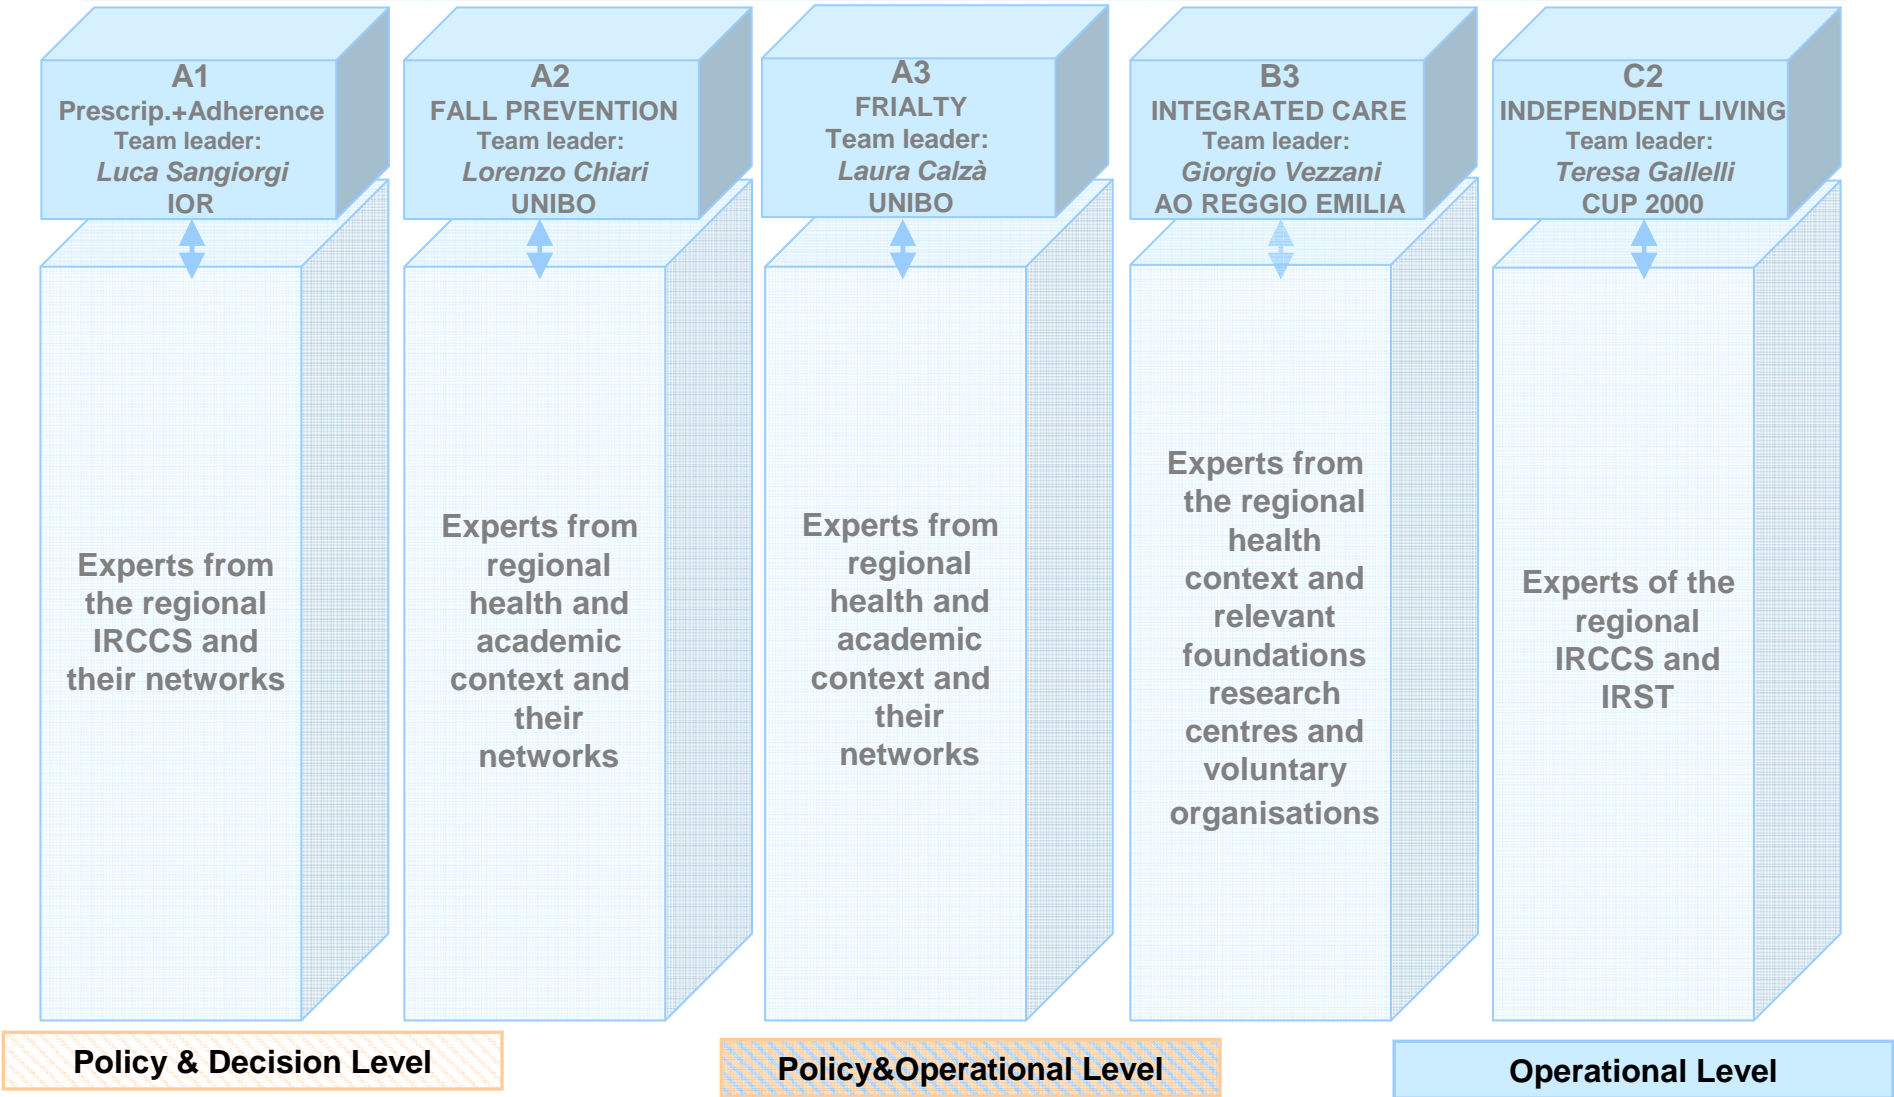 A1
Prescrip.+Adherence
Team leader:
Luca Sangiorgi
IOR
A2
FALL PREVENTION
Team leader:
Lorenzo Chiari
UNIBO
A3
FRIALTY
Team leader:
Laura Calzà
UNIBO
B3
INTEGRATED CARE
Team leader:
Giorgio Vezzani
AO REGGIO EMILIA
C2
INDEPENDENT LIVING
Team leader:
Teresa Gallelli
CUP 2000
Experts from
the regional
IRCCS and
their networks
Experts from
regional
health and
academic
context and
their
networks
Experts from
regional
health and
academic
context and
their
networks
Experts from
the regional
health
context and
relevant
foundations
research
centres and
voluntary
organisations
Experts of the
regional
IRCCS and
IRST
Policy & Decision Level
Policy&Operational Level
Operational Level